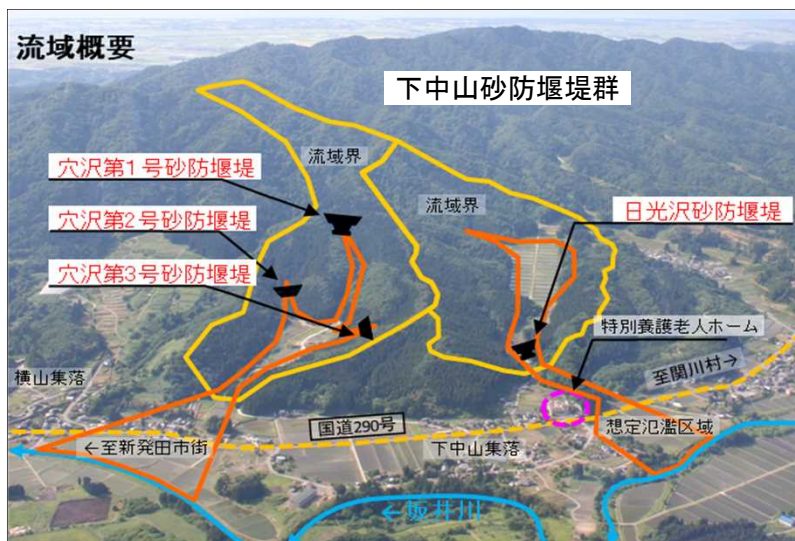 流域概要
下中山砂防堰堤群
流域界
穴沢第1号砂防堰堤
流域界
日光沢砂防堰堤
穴沢第2号砂防堰堤
穴沢第3号砂防堰堤
特別養護老人ホーム
至関川村→
横山集落
国道290号
想定氾濫区域
←至新発田市街
下中山集落
←坂井川